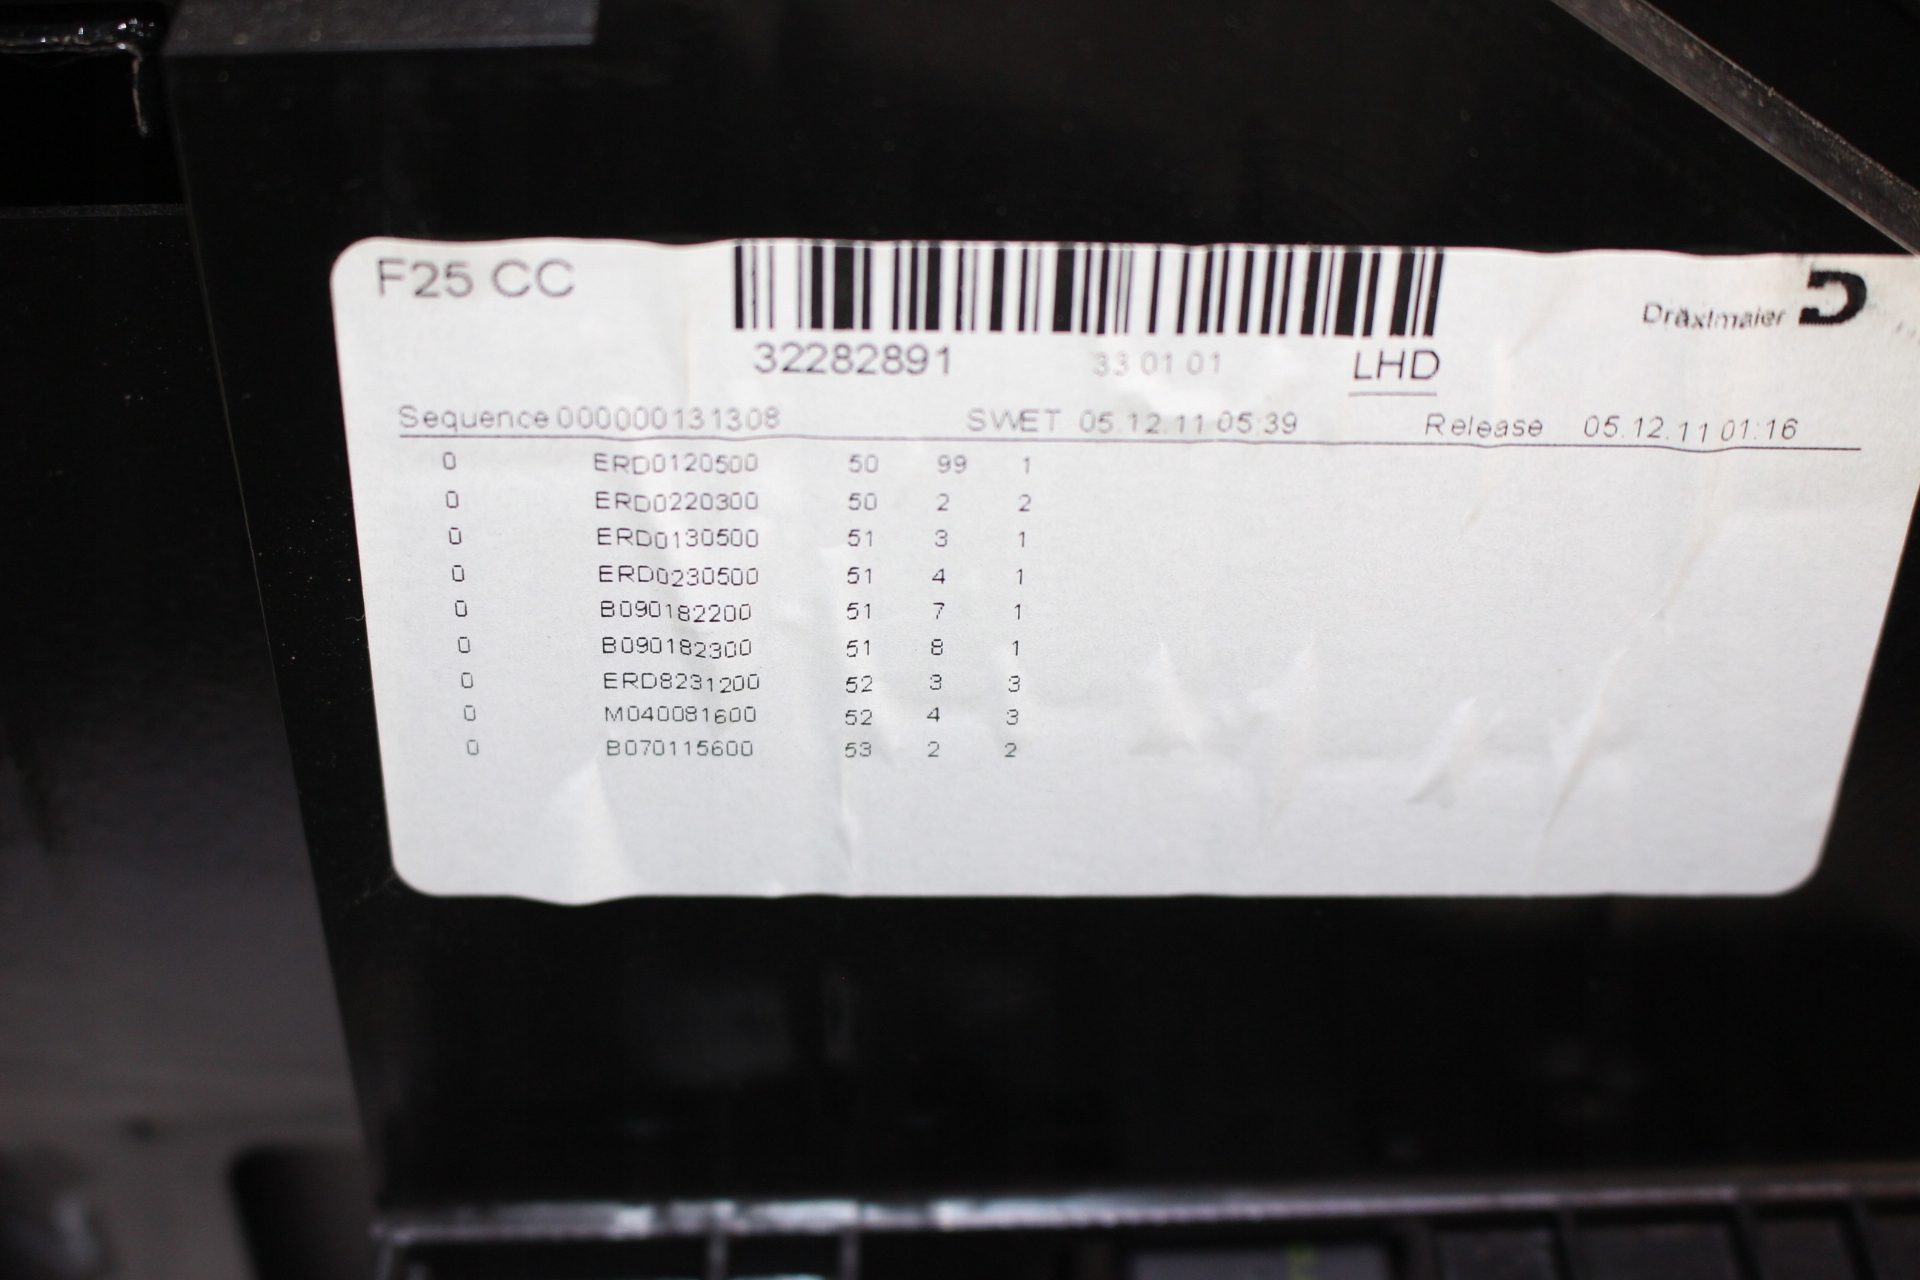 F25 CC
Dräxlmaier
32282891 33 01 01 LHD
Sequence 000000131308 SWET 05.12.11 05:39 Release 05.12.11 01:16
0 ERD0120500 50 99 1
0 ERD0220300 50 2 2
0 ERD0130500 51 3 1
0 ERD0230500 51 4 1
0 B090182200 51 7 1
0 B090182300 51 8 1
0 ERD8231200 52 3 3
0 M040081600 52 4 3
0 B070115600 53 2 2